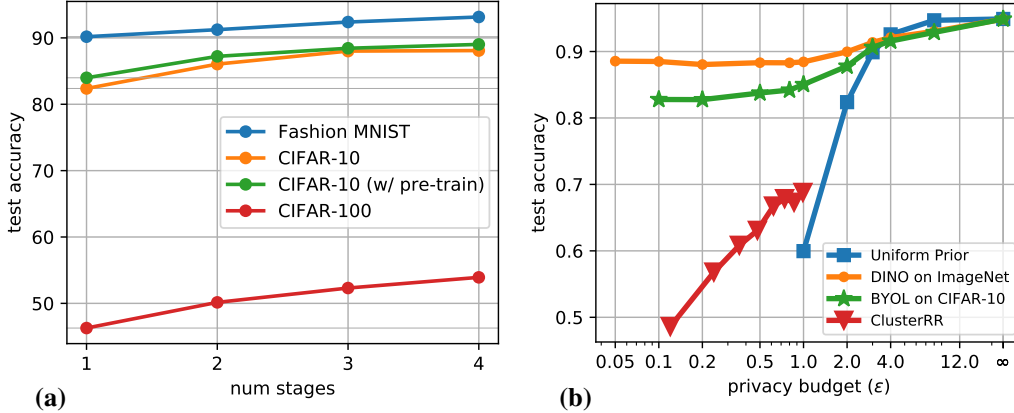 test accuracy
90
80
70
60
50
Fashion MNIST
CIFAR-10
CIFAR-10 (w/ pre-train)
CIFAR-100
1
2
3
4
num stages
(a)
test accuracy
0.9
0.8
0.7
0.6
0.5
Uniform Prior
DINO on ImageNet
BYOL on CIFAR-10
ClusterRR
0.05
0.1
0.2
0.5
1.0
2.0
4.0
12.0
∞
privacy budget (ε)
(b)